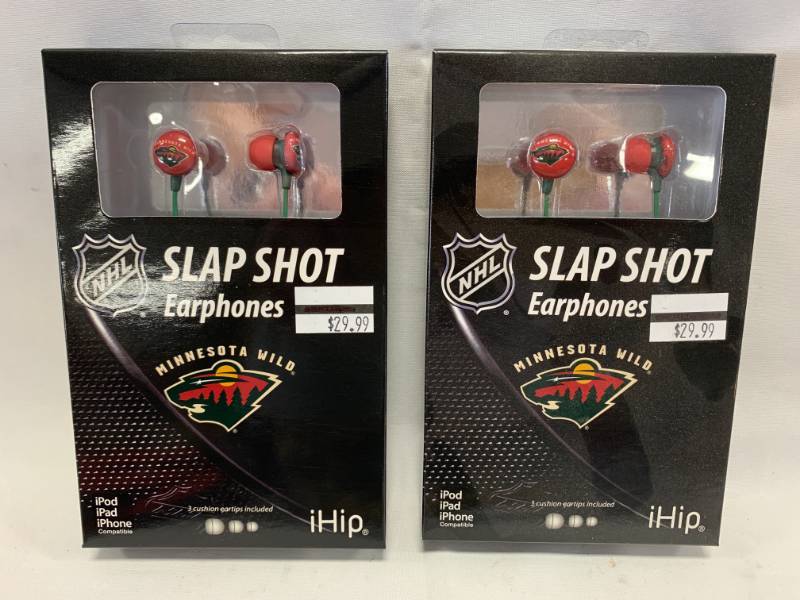 NHL
SLAP SHOT
Earphones
$29.99
MINNESOTA WILD
iPod
iPad
iPhone
Compatible
3 cushion eartips included
iHip®
NHL
SLAP SHOT
Earphones
$29.99
MINNESOTA WILD
iPod
iPad
iPhone
Compatible
3 cushion eartips included
iHip®